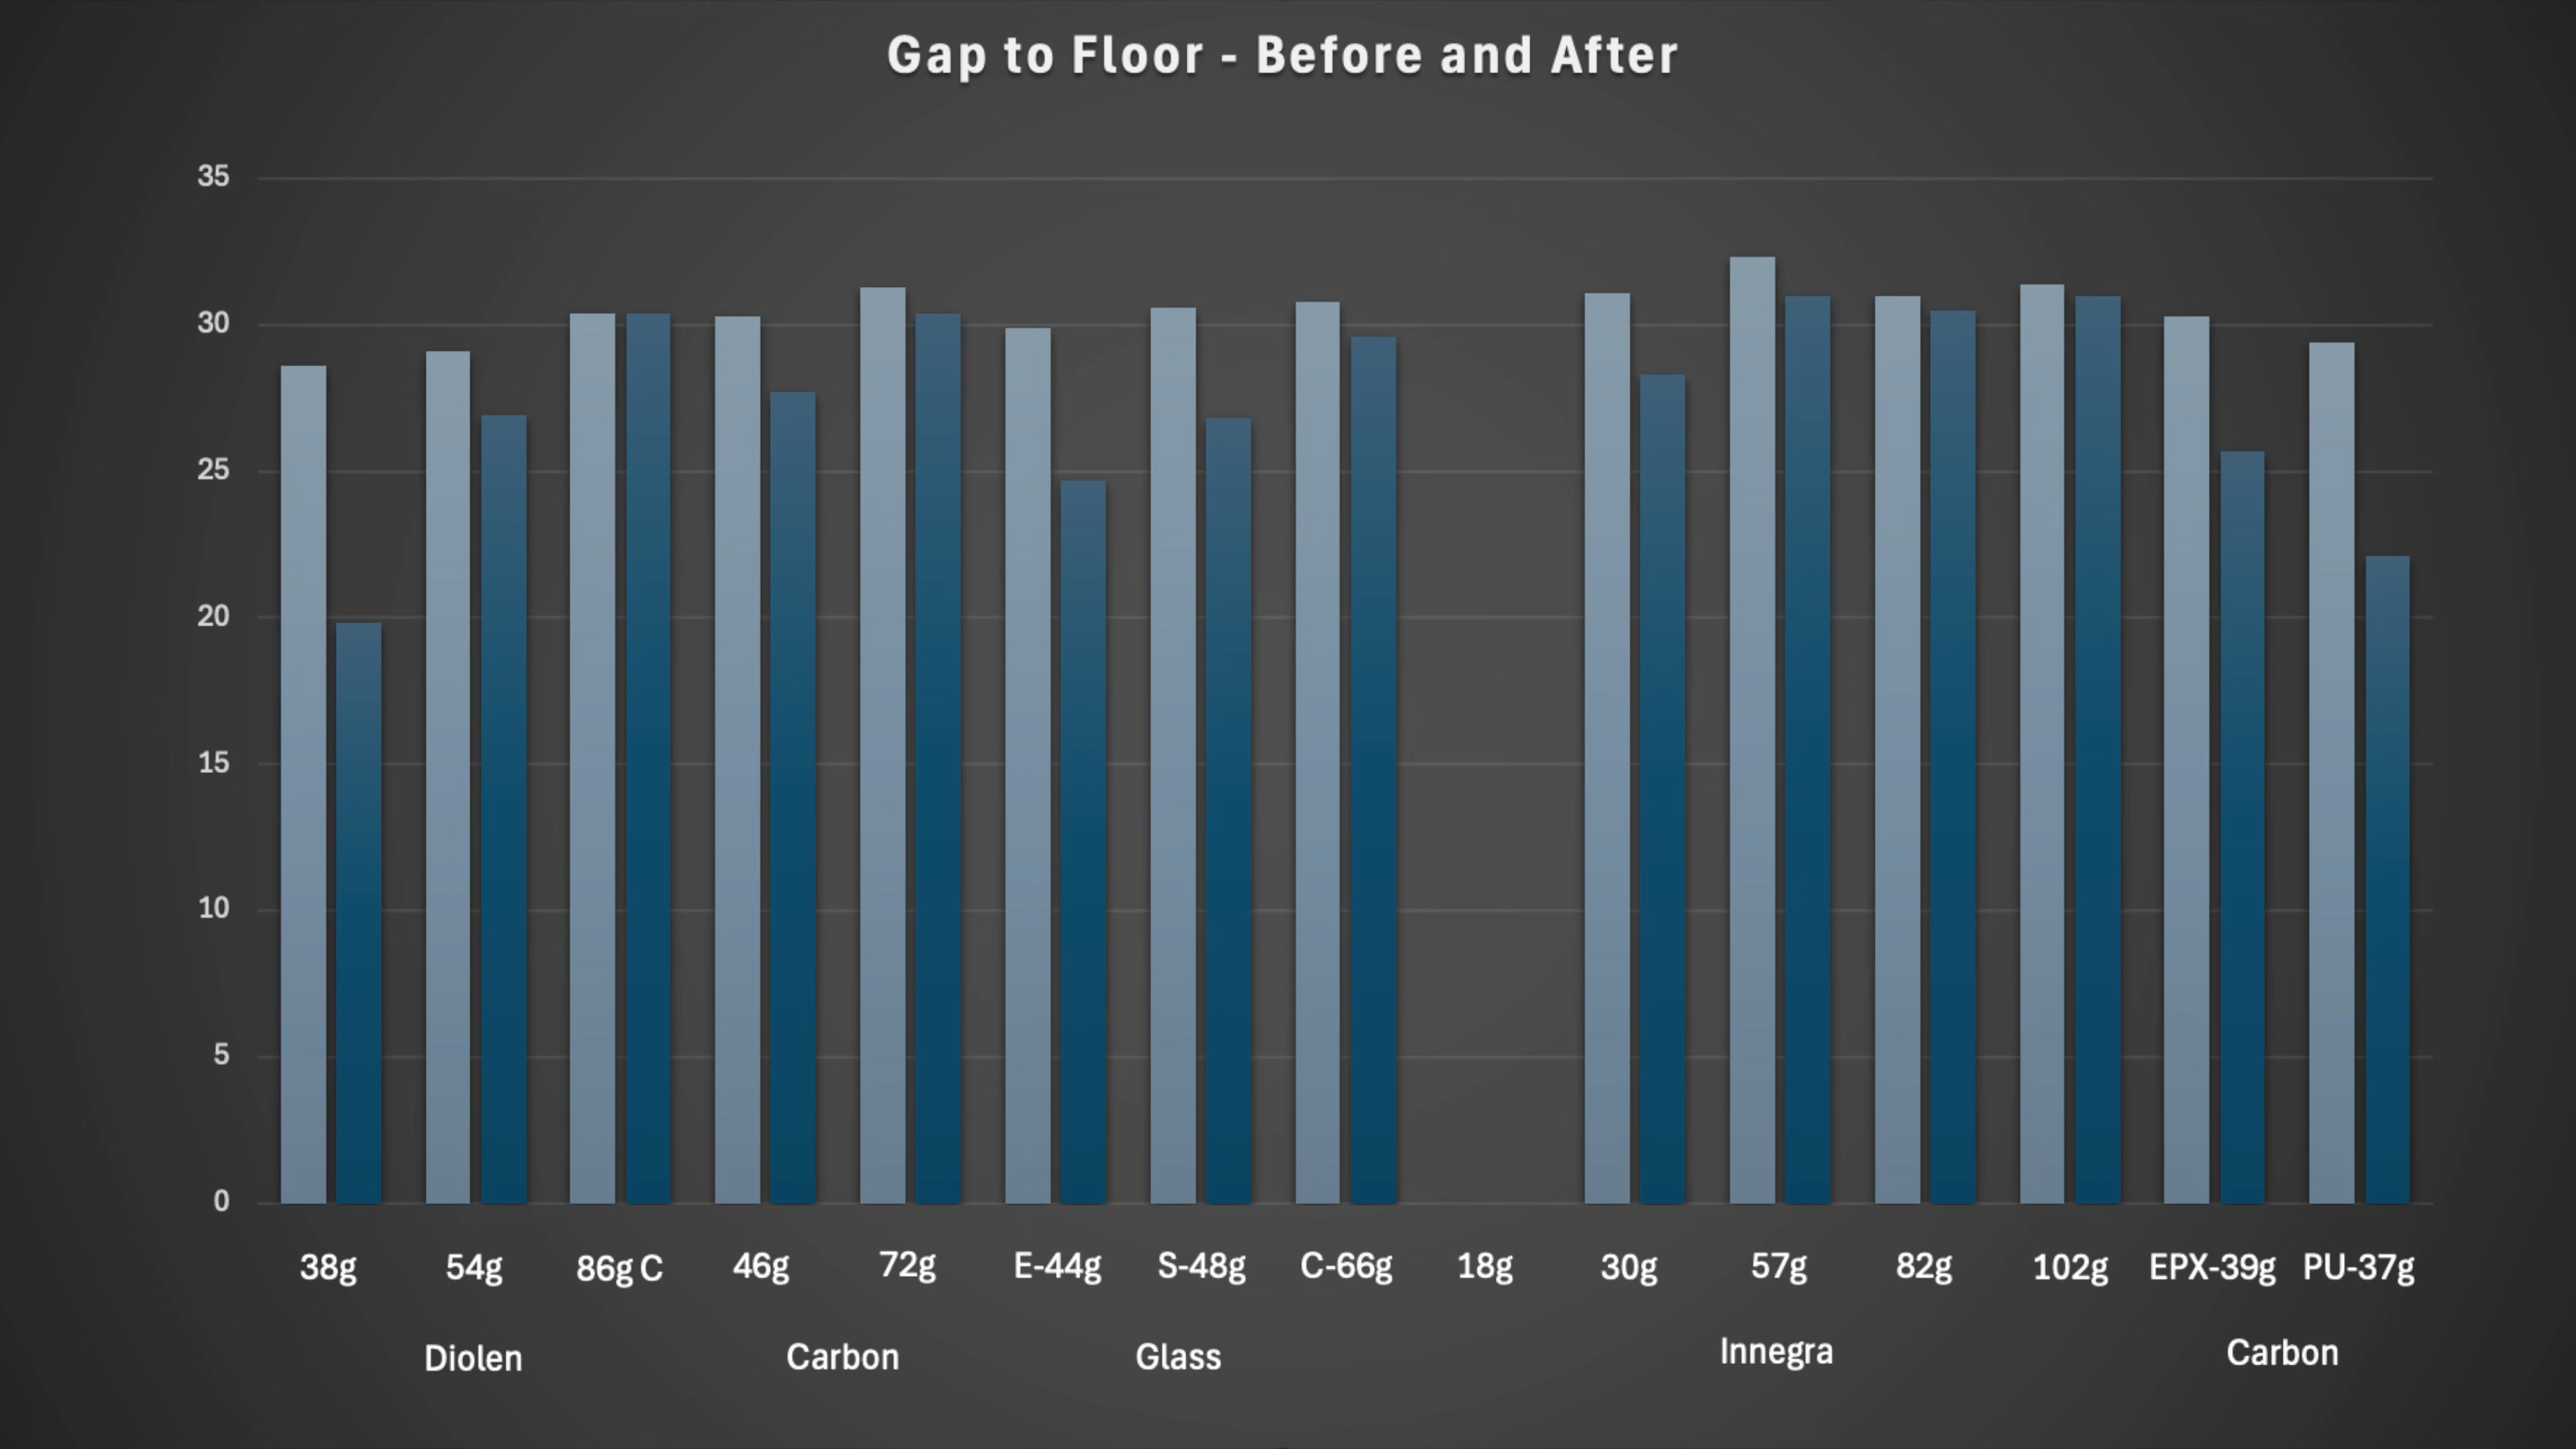 Gap to Floor - Before and After
35
30
25
20
15
10
5
0
38g 54g 86g C 46g 72g E-44g S-48g C-66g 18g 30g 57g 82g 102g EPX-39g PU-37g
Diolen Carbon Glass Innegra Carbon